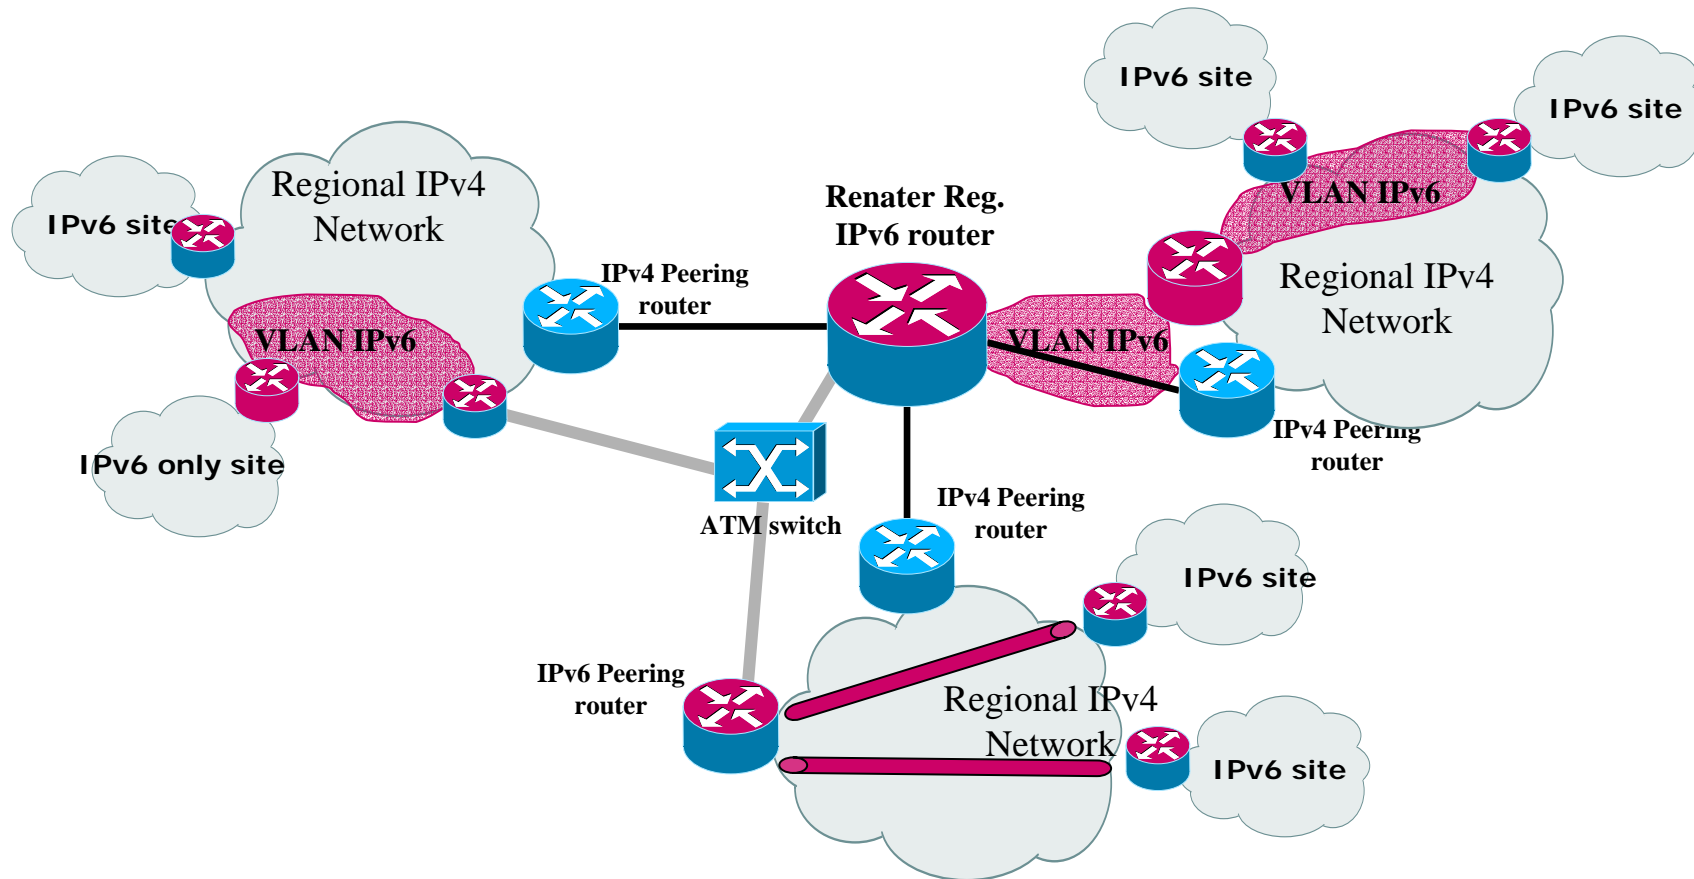 IPv6 site
IPv6 site
Regional IPv4
Network
IPv6 site
VLAN IPv6
Renater Reg.
IPv6 router
Regional IPv4
Network
IPv4 Peering
router
VLAN IPv6
VLAN IPv6
IPv4 Peering
router
IPv6 only site
ATM switch
IPv4 Peering
router
IPv6 site
IPv6 Peering
router
Regional IPv4
Network
IPv6 site